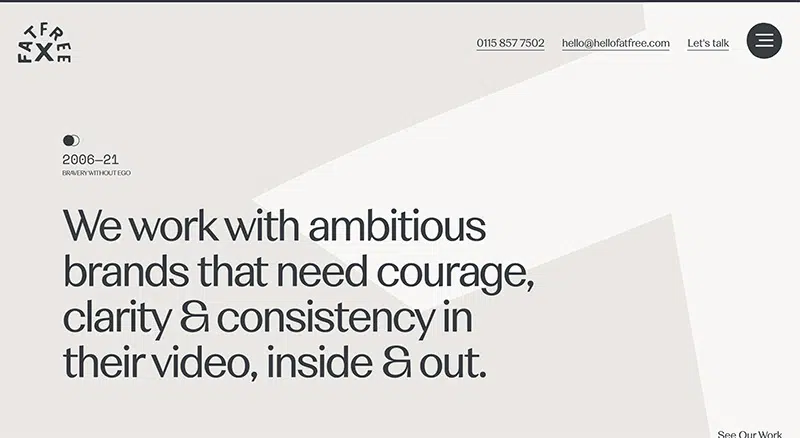 FATFREE
X
0115 857 7502 hello@hellofatfree.com Let's talk
2006—21
BRAVERY WITHOUT EGO
We work with ambitious
brands that need courage,
clarity & consistency in
their video, inside & out.
See Our Work